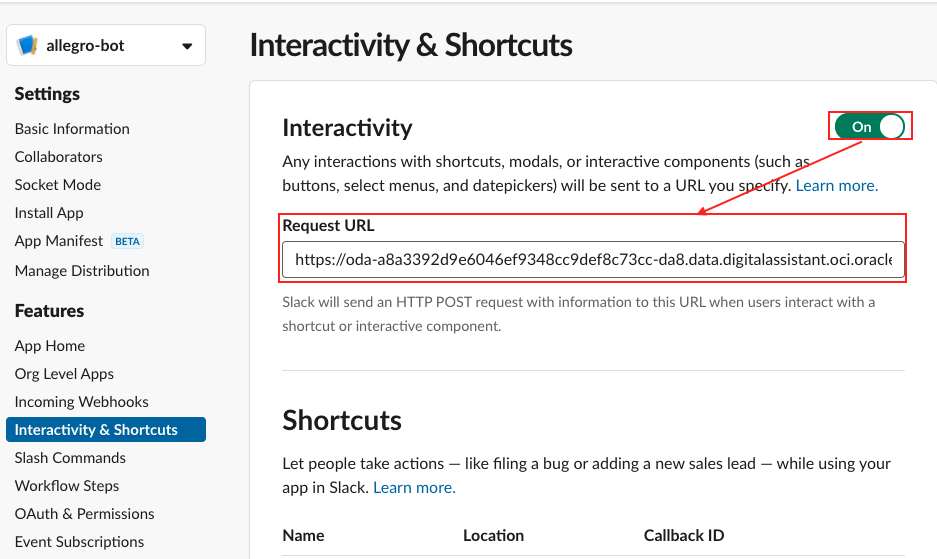 allegro-bot
Settings
Basic Information
Collaborators
Socket Mode
Install App
App Manifest BETA
Manage Distribution
Features
App Home
Org Level Apps
Incoming Webhooks
Interactivity & Shortcuts
Slash Commands
Workflow Steps
OAuth & Permissions
Event Subscriptions
Interactivity & Shortcuts
Interactivity
On
Any interactions with shortcuts, modals, or interactive components (such as
buttons, select menus, and datepickers) will be sent to a URL you specify. Learn more.
Request URL
https://oda-a8a3392d9e6046ef9348cc9def8c73cc-da8.data.digitalassistant.oci.oracle
Slack will send an HTTP POST request with information to this URL when users interact with a
shortcut or interactive component.
Shortcuts
Let people take actions — like filing a bug or adding a new sales lead — while using your
app in Slack. Learn more.
Name Location Callback ID